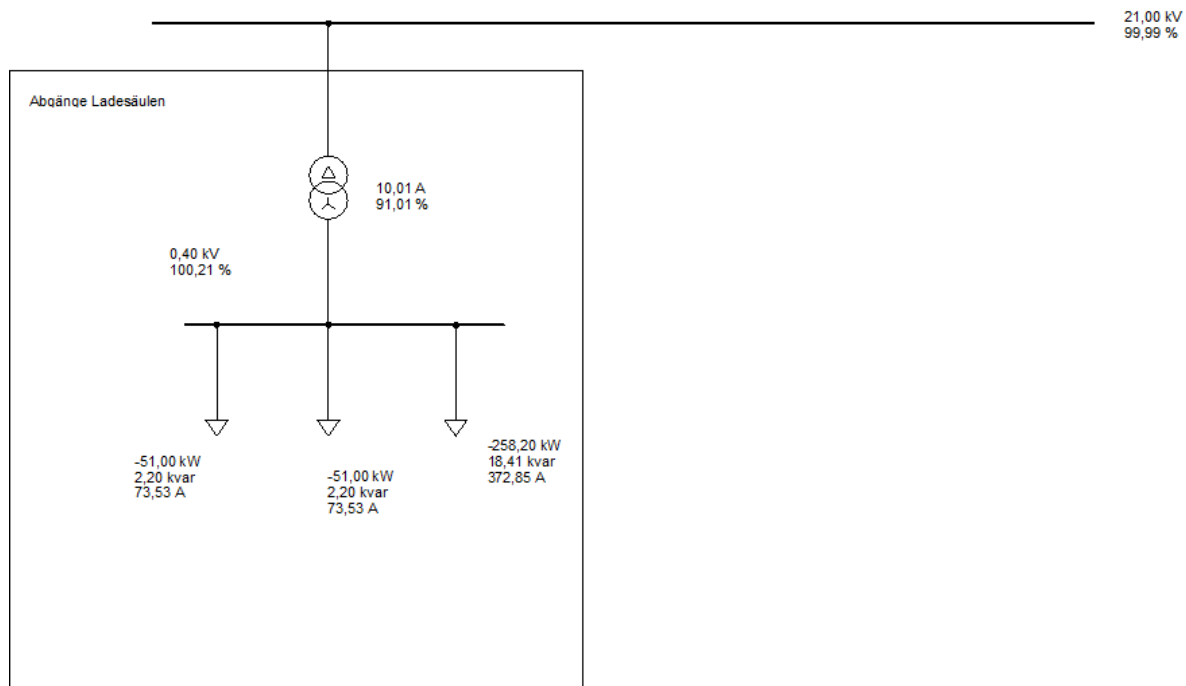 21,00 kV
99,99 %
Abgänge Ladesäulen
10,01 A
91,01 %
0,40 kV
100,21 %
-51,00 kW
2,20 kvar
73,53 A
-51,00 kW
2,20 kvar
73,53 A
-258,20 kW
18,41 kvar
372,85 A